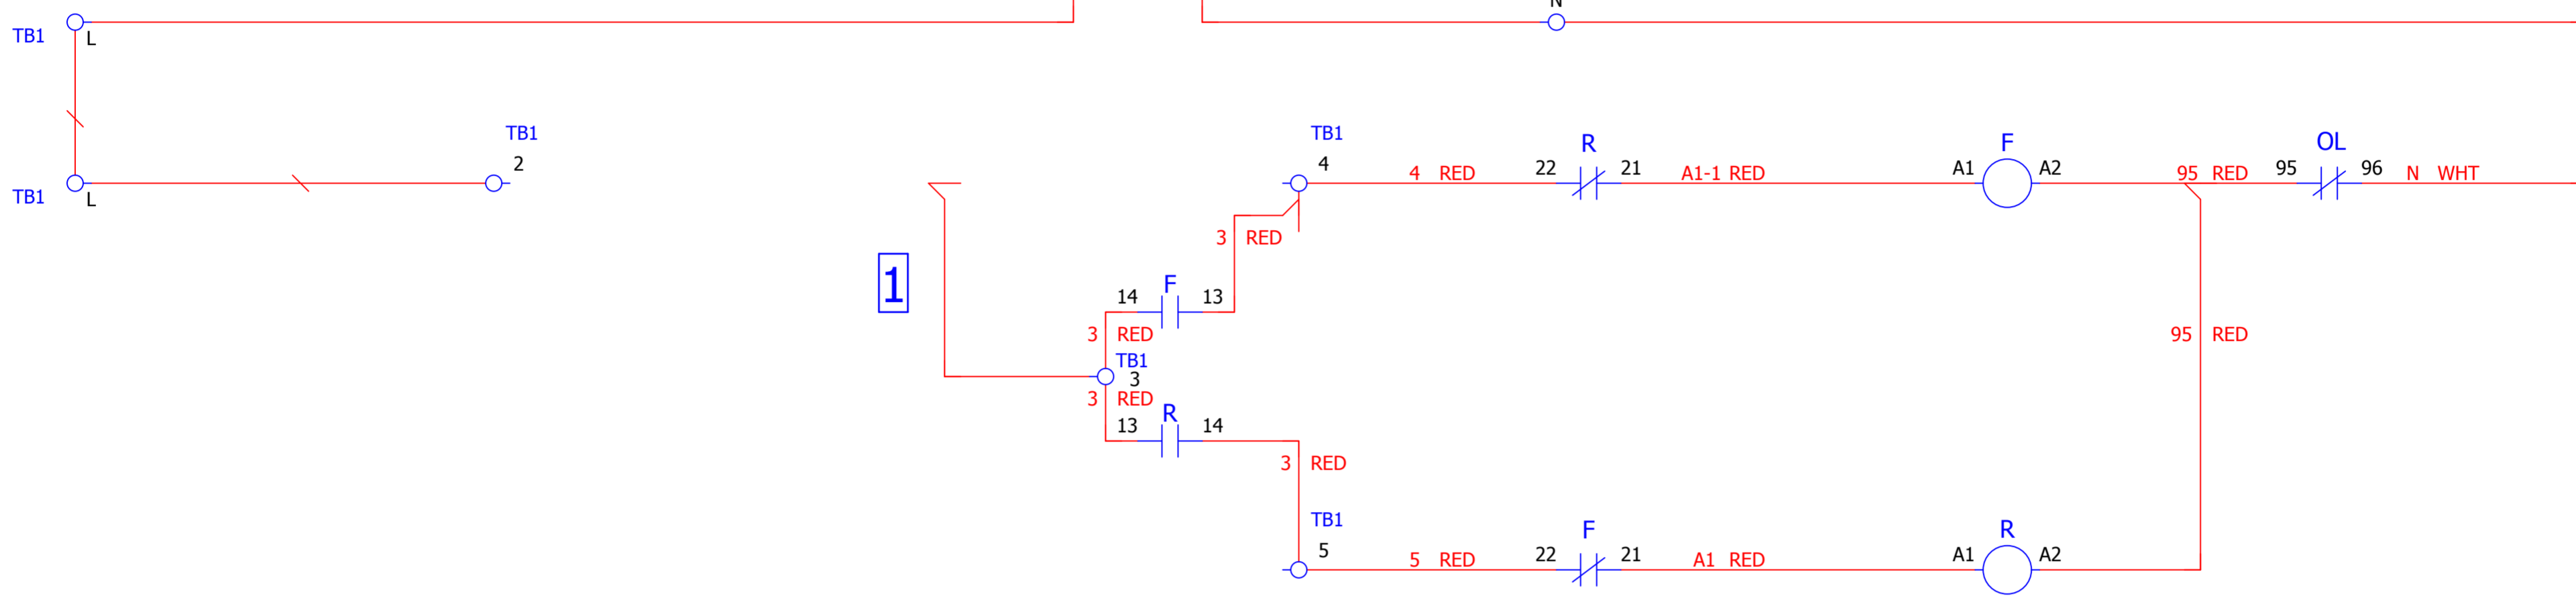 N
TB1
L
TB1
2
TB1
L
TB1
4
4 RED
22
R
21
A1-1 RED
A1
F
A2
95 RED
95
OL
96
N WHT
3 RED
1
14
F
13
3 RED
TB1
3
3 RED
13
R
14
3 RED
95 RED
TB1
5
5 RED
22
F
21
A1 RED
A1
R
A2